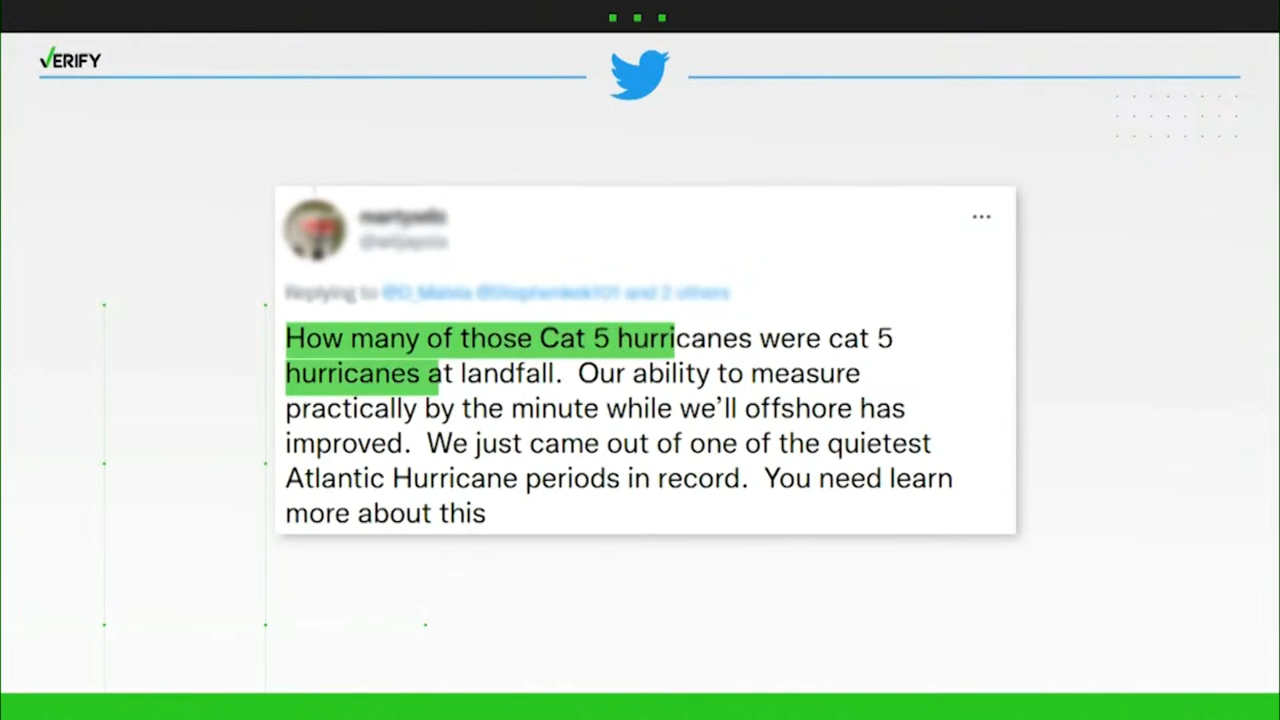 VERIFY
How many of those Cat 5 hurricanes were cat 5
hurricanes at landfall. Our ability to measure
practically by the minute while we’ll offshore has
improved. We just came out of one of the quietest
Atlantic Hurricane periods in record. You need learn
more about this